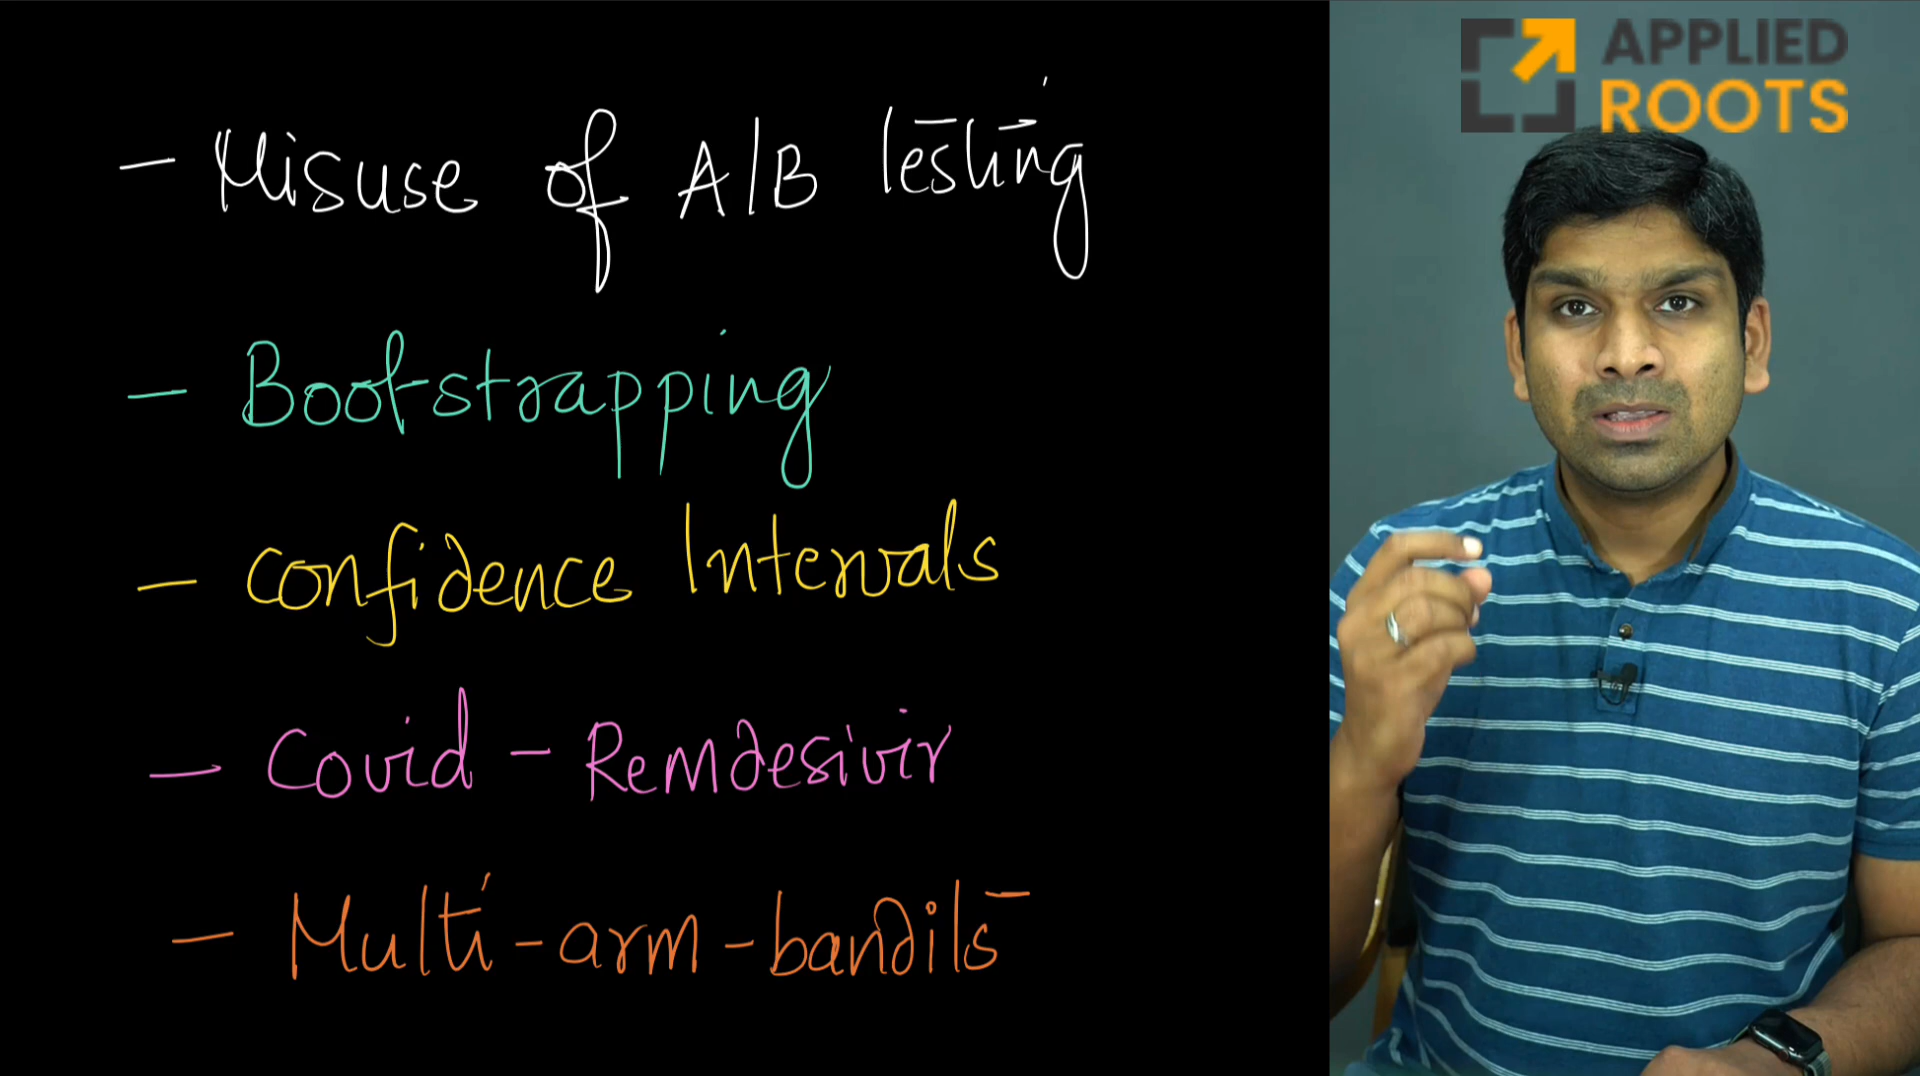 - Misuse of A/B Testing
- Bootstrapping
- Confidence Intervals
- Covid - Remdesivir
- Multi-arm-bandits
APPLIED
ROOTS